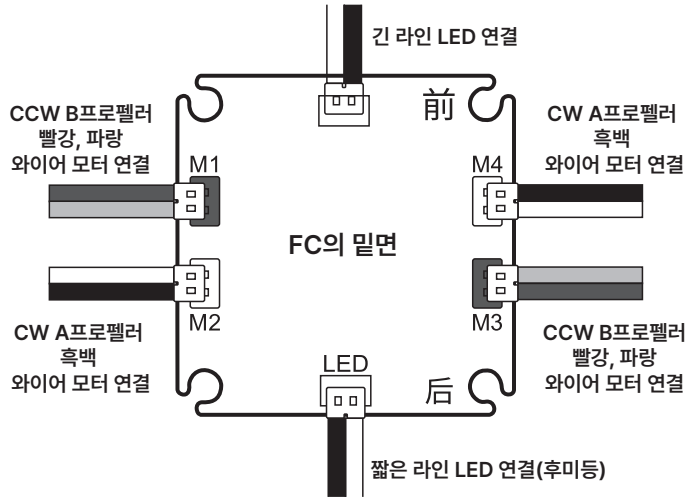 긴 라인 LED 연결
前
CCW B프로펠러
빨강, 파랑
와이어 모터 연결
CW A프로펠러
흑백
와이어 모터 연결
M1
M4
FC의 밑면
M2
M3
CW A프로펠러
흑백
와이어 모터 연결
CCW B프로펠러
빨강, 파랑
와이어 모터 연결
LED
后
짧은 라인 LED 연결(후미등)